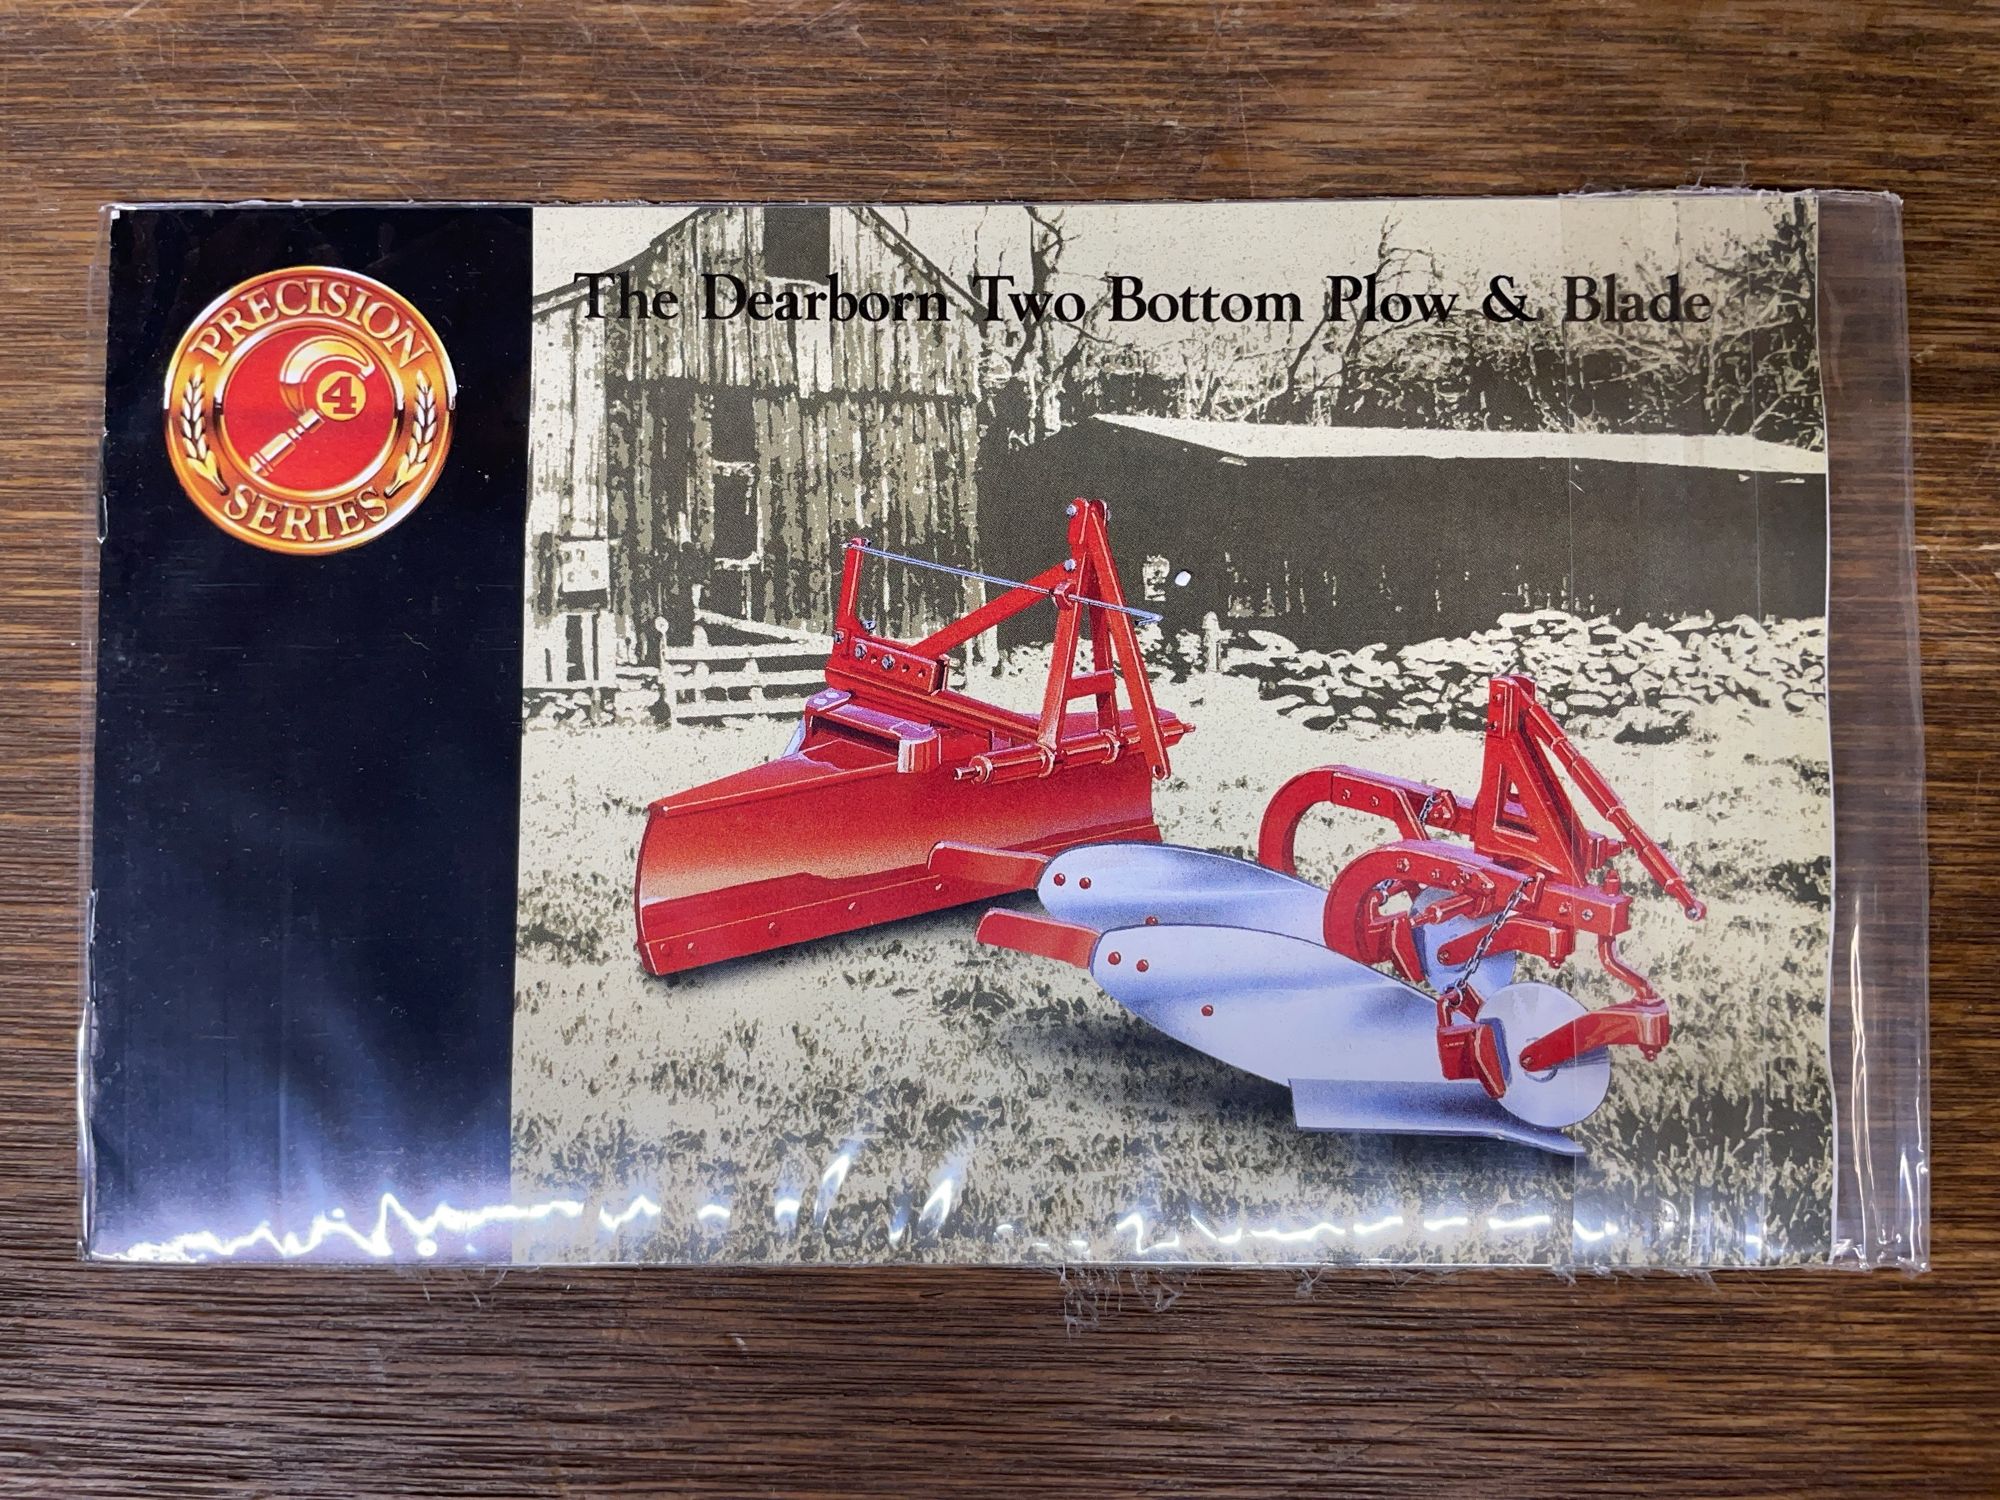 PRECISION
4
SERIES
The Dearborn Two Bottom Plow & Blade